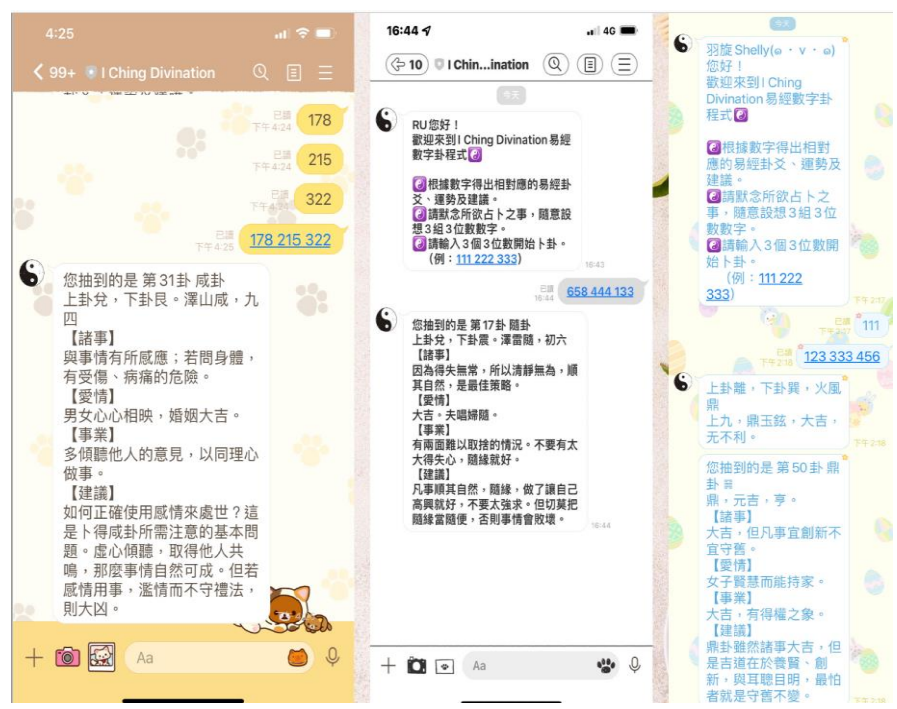 4:25
99+ I Ching Divination
已讀
下午4:24
178
已讀
下午4:24
215
已讀
322
已讀
下午4:25
178 215 322
您抽到的是 第31卦 咸卦
上卦兌，下卦艮。澤山咸，九
四
【諸事】
與事情有所感應；若問身體，
有受傷、病痛的危險。
【愛情】
男女心心相映，婚姻大吉。
【事業】
多傾聽他人的意見，以同理心
做事。
【建議】
如何正確使用感情來處世？這
是卜得咸卦所需注意的基本問
題。虛心傾聽，取得他人共
鳴，那麼事情自然可成。但若
感情用事，濫情而不守禮法，
則大凶。
Aa
16:44
4G
10 I Chin...ination
今天
RU您好！
歡迎來到I Ching Divination易經
數字卦程式
根據數字得出相對應的易經卦
爻、運勢及建議。
請默念所欲占卜之事，隨意設
想3組3位數數字。
請輸入3個3位數開始卜卦。
（例：111 222 333）
16:43
已讀
16:44
658 444 133
您抽到的是 第17卦 隨卦
上卦兌，下卦震。澤雷隨，初六
【諸事】
因為得失無常，所以清靜無為，順
其自然，是最佳策略。
【愛情】
大吉。夫唱婦隨。
【事業】
有兩面難以取捨的情況。不要有太
大得失心，隨緣就好。
【建議】
凡事順其自然，隨緣，做了讓自己
高興就好，不要太強求。但切莫把
隨緣當隨便，否則事情會敗壞。
16:44
Aa
今天
羽旋Shelly(๑・v・๑)
您好！
歡迎來到I Ching
Divination易經數字卦
程式
根據數字得出相對
應的易經卦爻、運勢及
建議。
請默念所欲占卜之
事，隨意設想3組3位
數數字。
請輸入3個3位數開
始卜卦。
（例：111 222
333）
下午2:17
已讀
下午2:17
111
已讀
下午2:18
123 333 456
上卦離，下卦巽，火風
鼎
上九，鼎玉鉉，大吉，
无不利。
下午2:18
您抽到的是 第50卦 鼎
卦
鼎，元吉，亨。
【諸事】
大吉，但凡事宜創新不
宜守舊。
【愛情】
女子賢慧而能持家。
【事業】
大吉，有得權之象。
【建議】
鼎卦雖然諸事大吉，但
是吉道在於養賢、創
新，與耳聰目明，最怕
者就是守舊不變。
下午2:18